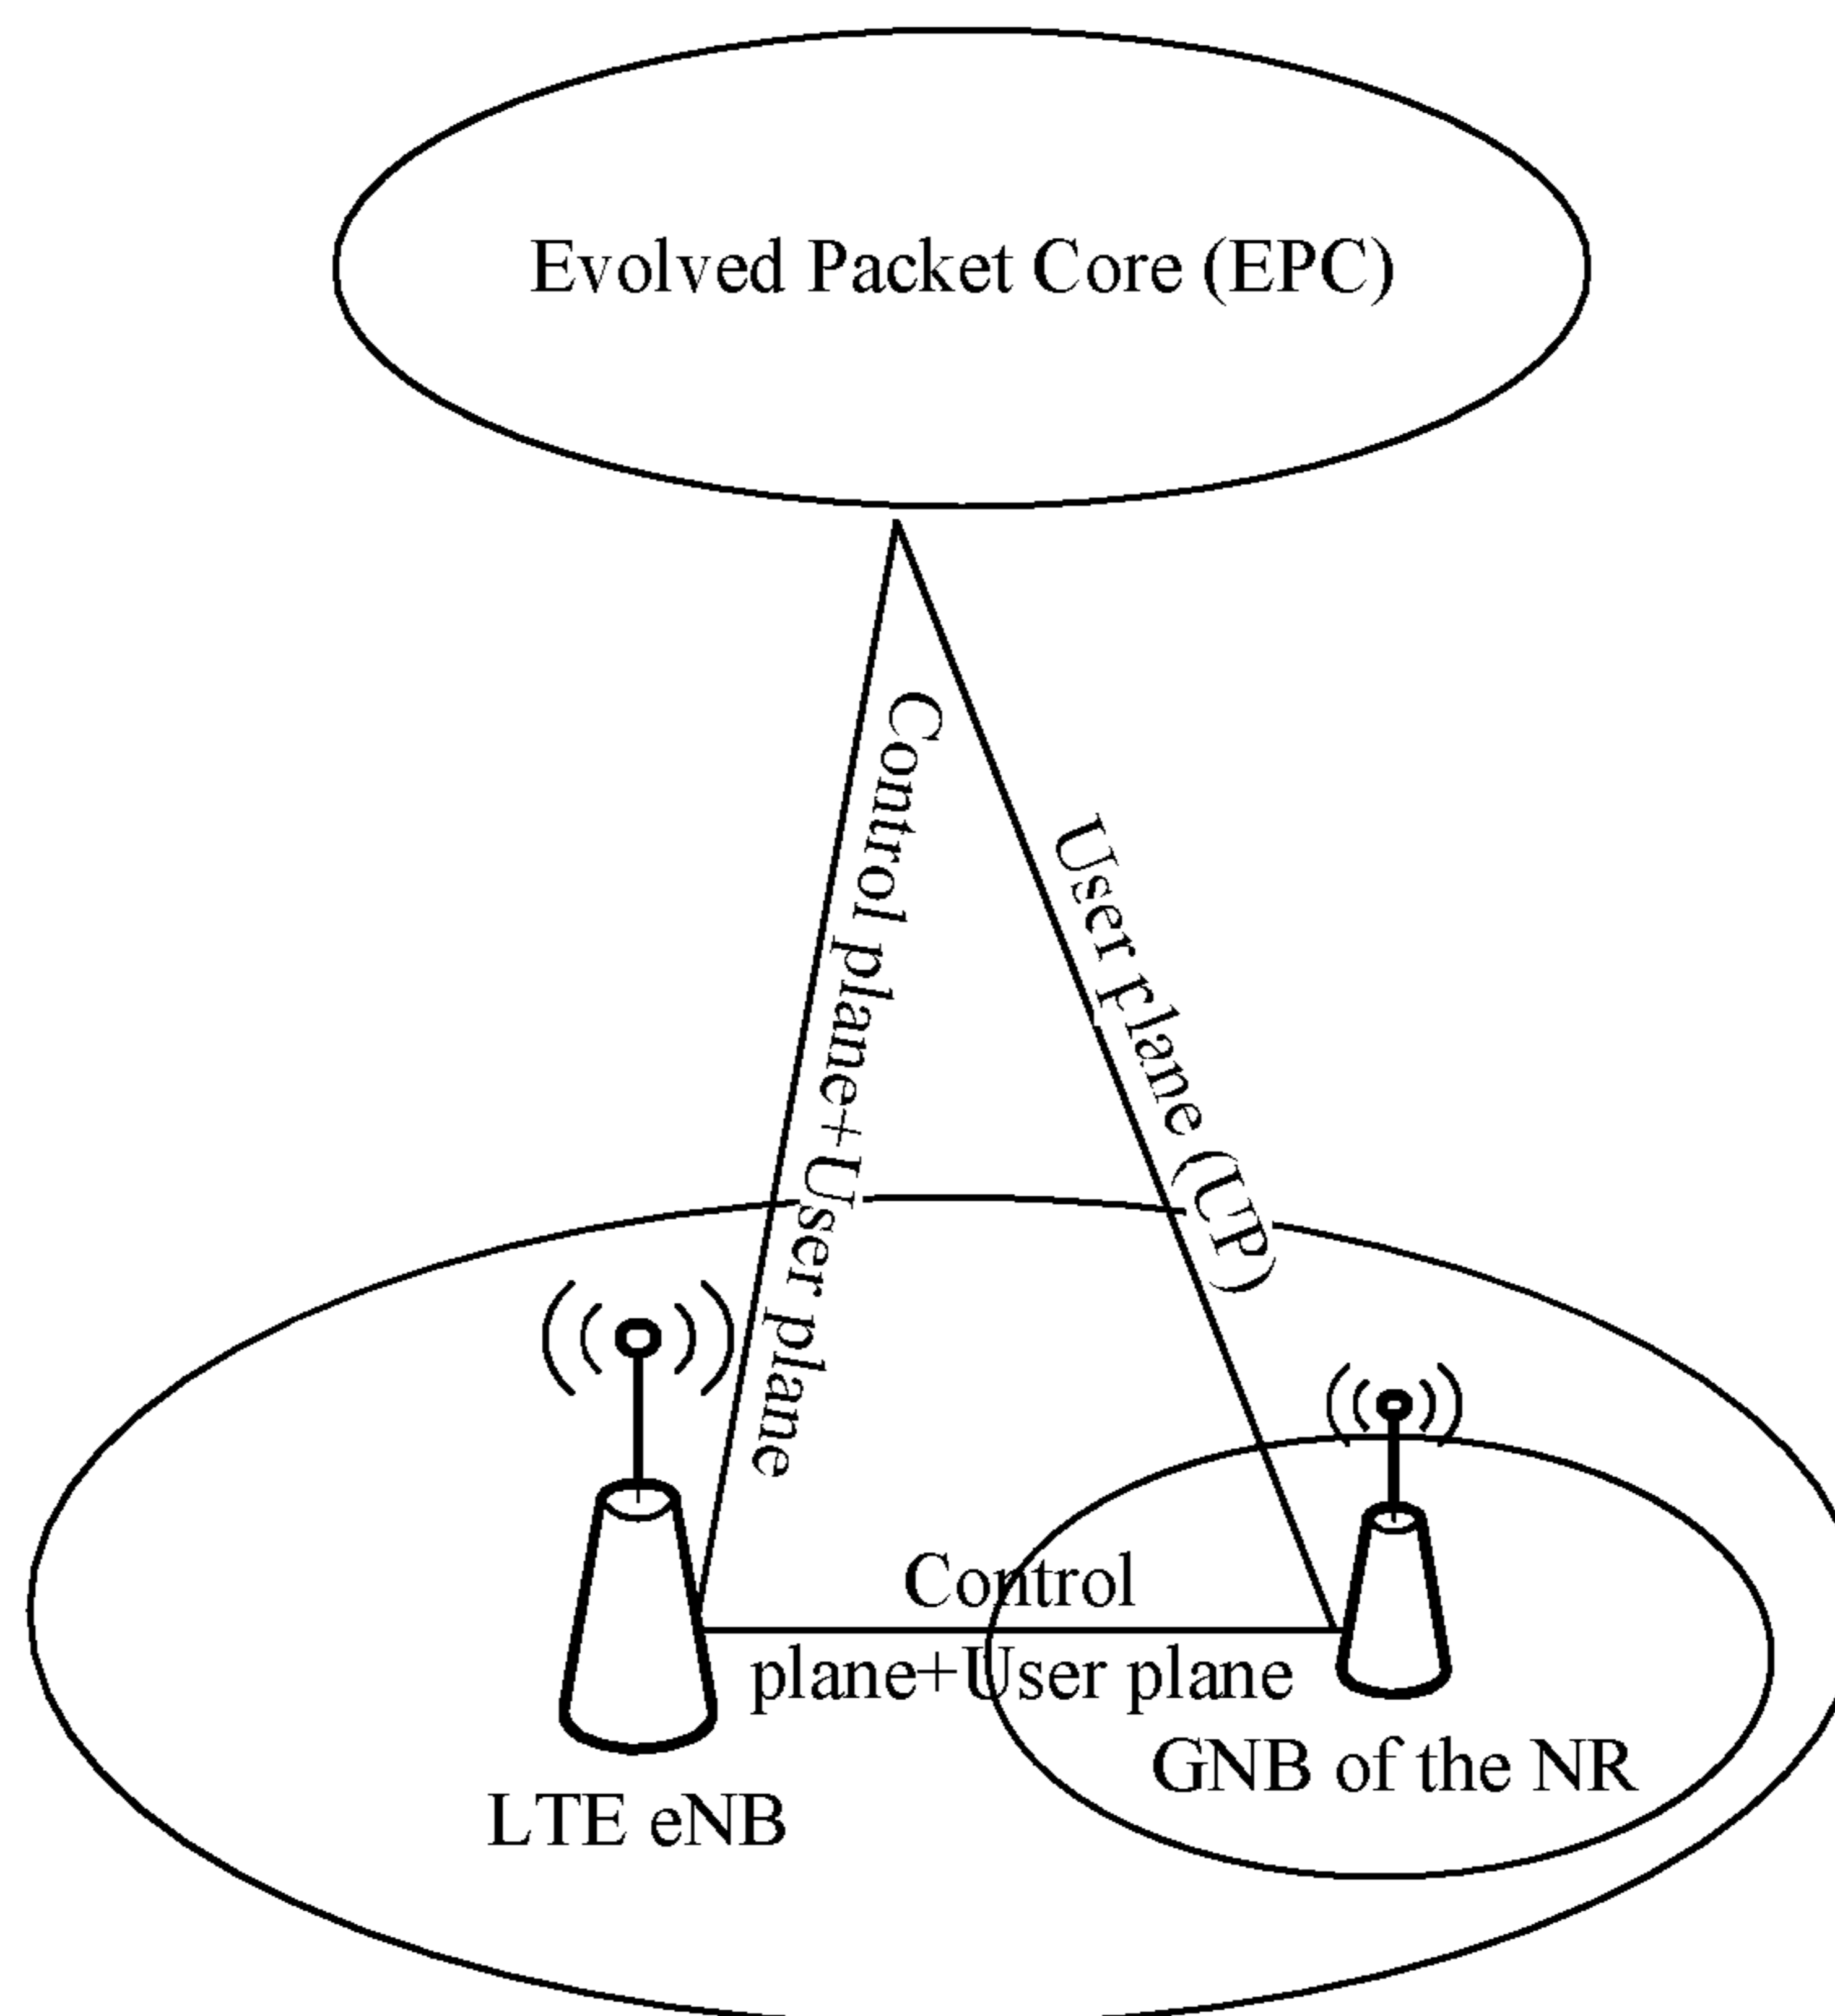 Evolved Packet Core (EPC)
Control plane+User plane
User Plane (UP)
Control
plane+User plane
GNB of the NR
LTE eNB